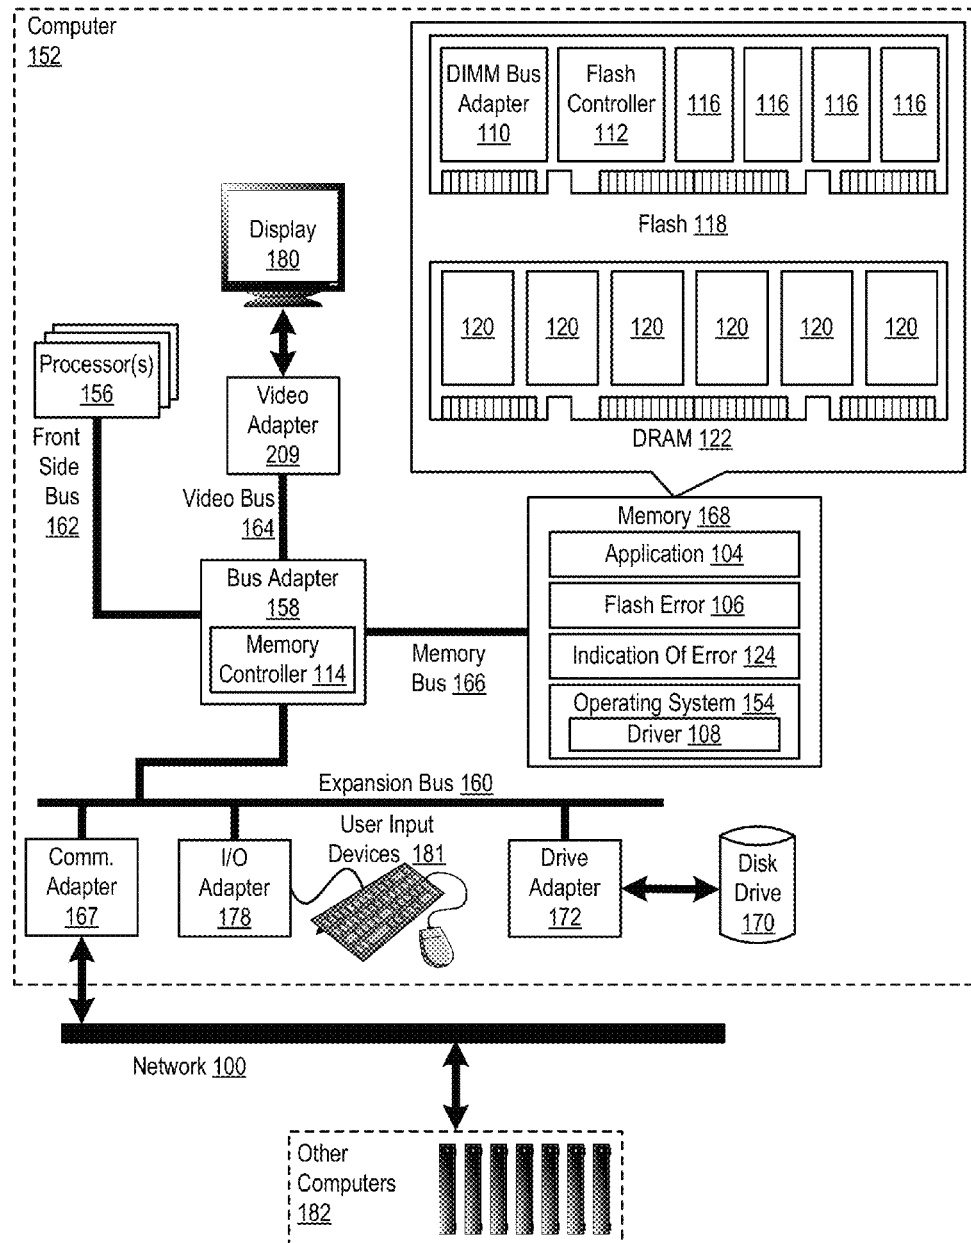 Computer
152
DIMM Bus
Adapter
110
Flash
Controller
112
116
116
116
116
Flash 118
120
120
120
120
120
120
DRAM 122
Display
180
Processor(s)
156
Video
Adapter
209
Front
Side
Bus
162
Video Bus
164
Bus Adapter
158
Memory
Controller 114
Memory
Bus 166
Memory 168
Application 104
Flash Error 106
Indication Of Error 124
Operating System 154
Driver 108
Expansion Bus 160
Comm.
Adapter
167
I/O
Adapter
178
User Input
Devices 181
Drive
Adapter
172
Disk
Drive
170
Network 100
Other
Computers
182